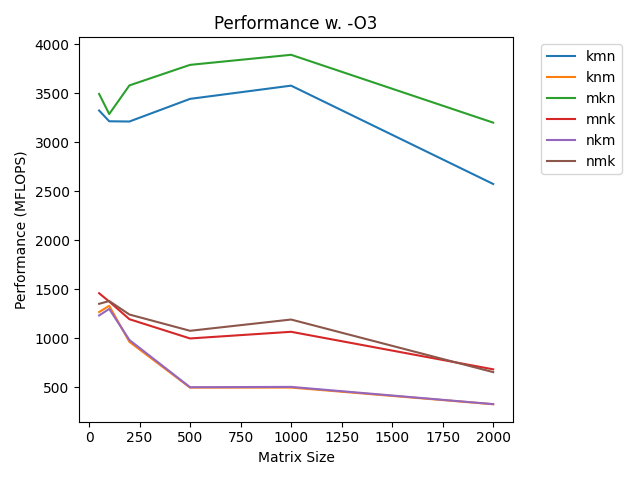 Performance w. -O3
Performance (MFLOPS)
4000
3500
3000
2500
2000
1500
1000
500
0 250 500 750 1000 1250 1500 1750 2000
Matrix Size
kmn
knm
mkn
mnk
nkm
nmk